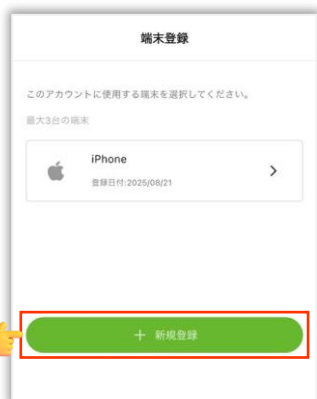 端末登録
このアカウントに使用する端末を選択してください。
最大3台の端末
iPhone
登録日付:2025/08/21
＋ 新規登録